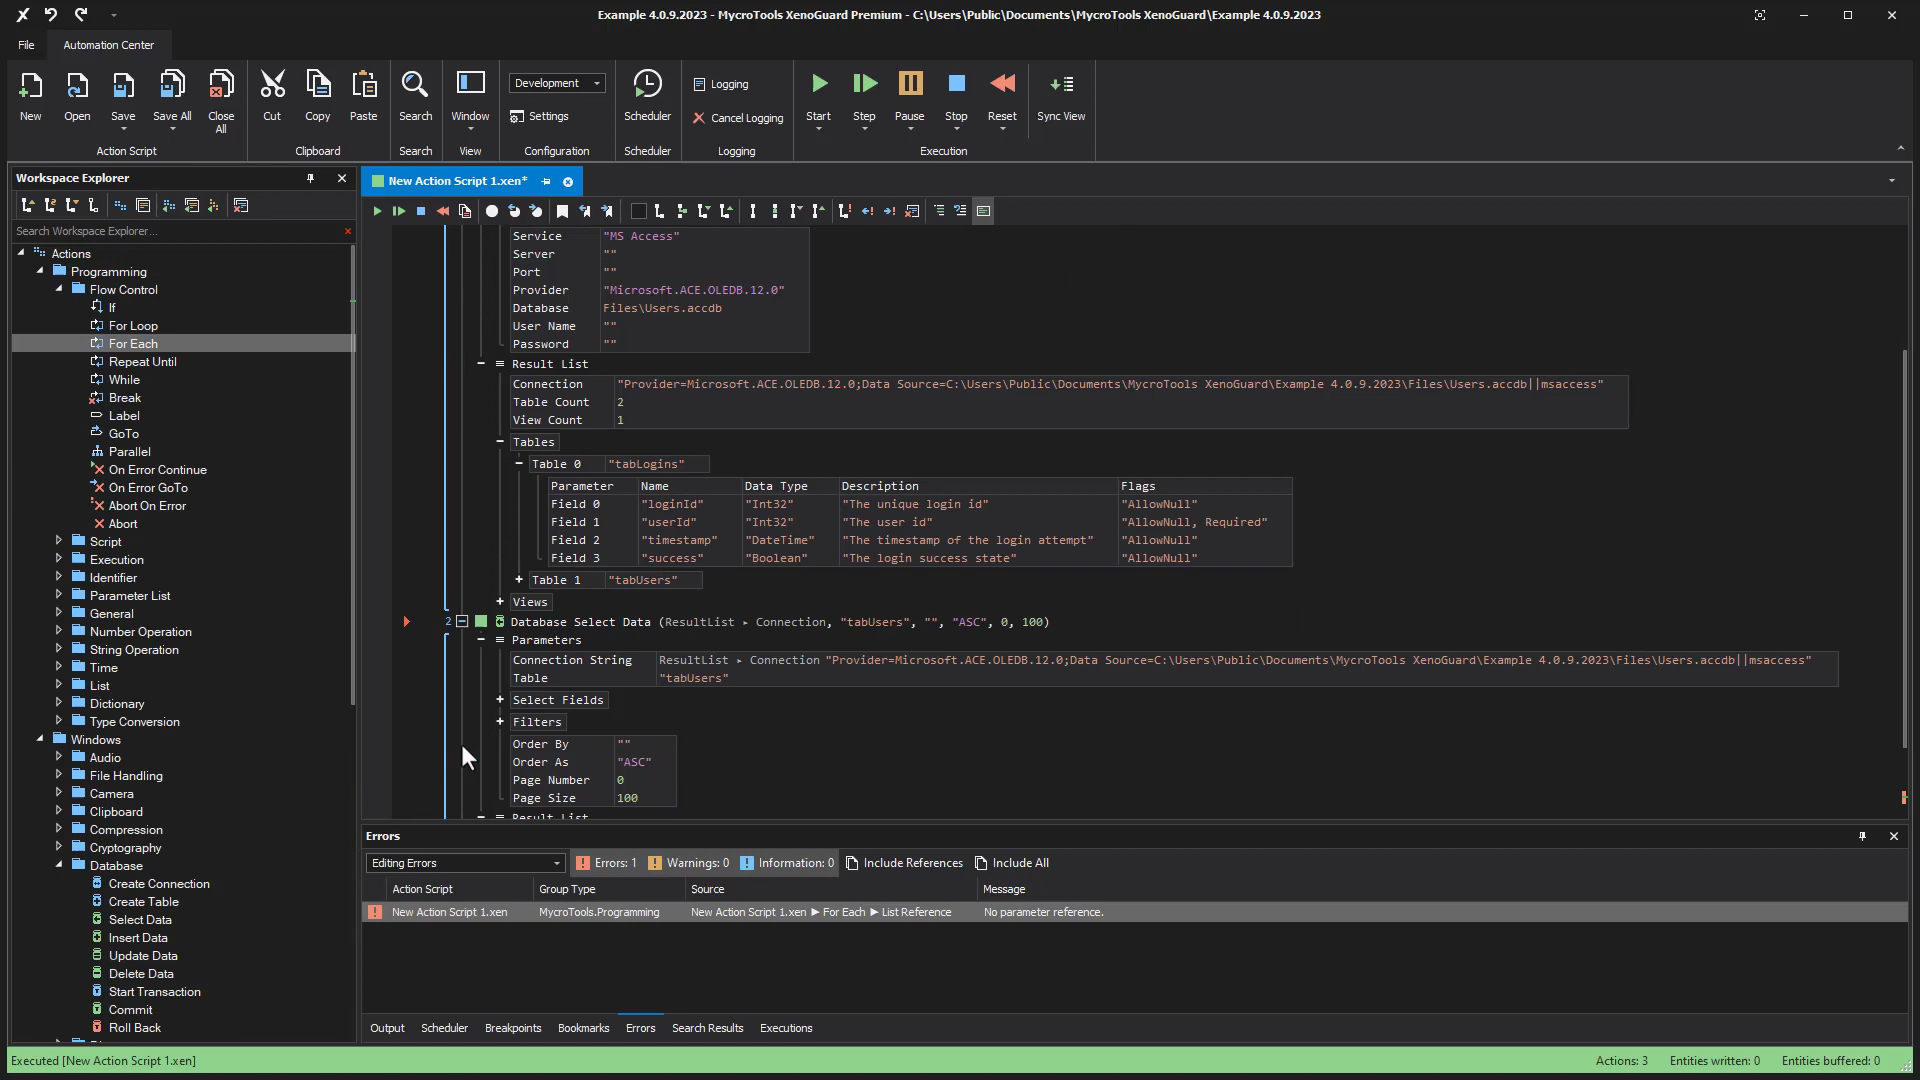 Example 4.0.9.2023 - MycroTools XenoGuard Premium - C:\Users\Public\Documents\MycroTools XenoGuard\Example 4.0.9.2023
File
Automation Center
New
Open
Save
Save All
Close All
Action Script
Cut
Copy
Paste
Clipboard
Search
Search
Window
View
Development
Settings
Configuration
Scheduler
Scheduler
Logging
Cancel Logging
Logging
Start
Step
Pause
Stop
Reset
Sync View
Execution
Workspace Explorer
Search Workspace Explorer...
Actions
Programming
Flow Control
If
For Loop
For Each
Repeat Until
While
Break
Label
GoTo
Parallel
On Error Continue
On Error GoTo
Abort On Error
Abort
Script
Execution
Identifier
Parameter List
General
Number Operation
String Operation
Time
List
Dictionary
Type Conversion
Windows
Audio
File Handling
Camera
Clipboard
Compression
Cryptography
Database
Create Connection
Create Table
Select Data
Insert Data
Update Data
Delete Data
Start Transaction
Commit
Roll Back
New Action Script 1.xen*
Service "MS Access"
Server ""
Port ""
Provider "Microsoft.ACE.OLEDB.12.0"
Database Files\Users.accdb
User Name ""
Password ""
Result List
Connection "Provider=Microsoft.ACE.OLEDB.12.0;Data Source=C:\Users\Public\Documents\MycroTools XenoGuard\Example 4.0.9.2023\Files\Users.accdb||msaccess"
Table Count 2
View Count 1
Tables
Table 0 "tabLogins"
Parameter Name Data Type Description Flags
Field 0 "loginId" "Int32" "The unique login id" "AllowNull"
Field 1 "userId" "Int32" "The user id" "AllowNull, Required"
Field 2 "timestamp" "DateTime" "The timestamp of the login attempt" "AllowNull"
Field 3 "success" "Boolean" "The login success state" "AllowNull"
Table 1 "tabUsers"
Views
2 Database Select Data (ResultList ▸ Connection, "tabUsers", "", "ASC", 0, 100)
Parameters
Connection String ResultList ▸ Connection "Provider=Microsoft.ACE.OLEDB.12.0;Data Source=C:\Users\Public\Documents\MycroTools XenoGuard\Example 4.0.9.2023\Files\Users.accdb||msaccess"
Table "tabUsers"
Select Fields
Filters
Order By ""
Order As "ASC"
Page Number 0
Page Size 100
Result List
Errors
Editing Errors
Errors: 1
Warnings: 0
Information: 0
Include References
Include All
Action Script Group Type Source Message
New Action Script 1.xen MycroTools.Programming New Action Script 1.xen ▶ For Each ▶ List Reference No parameter reference.
Output
Scheduler
Breakpoints
Bookmarks
Errors
Search Results
Executions
Executed [New Action Script 1.xen]
Actions: 3
Entities written: 0
Entities buffered: 0